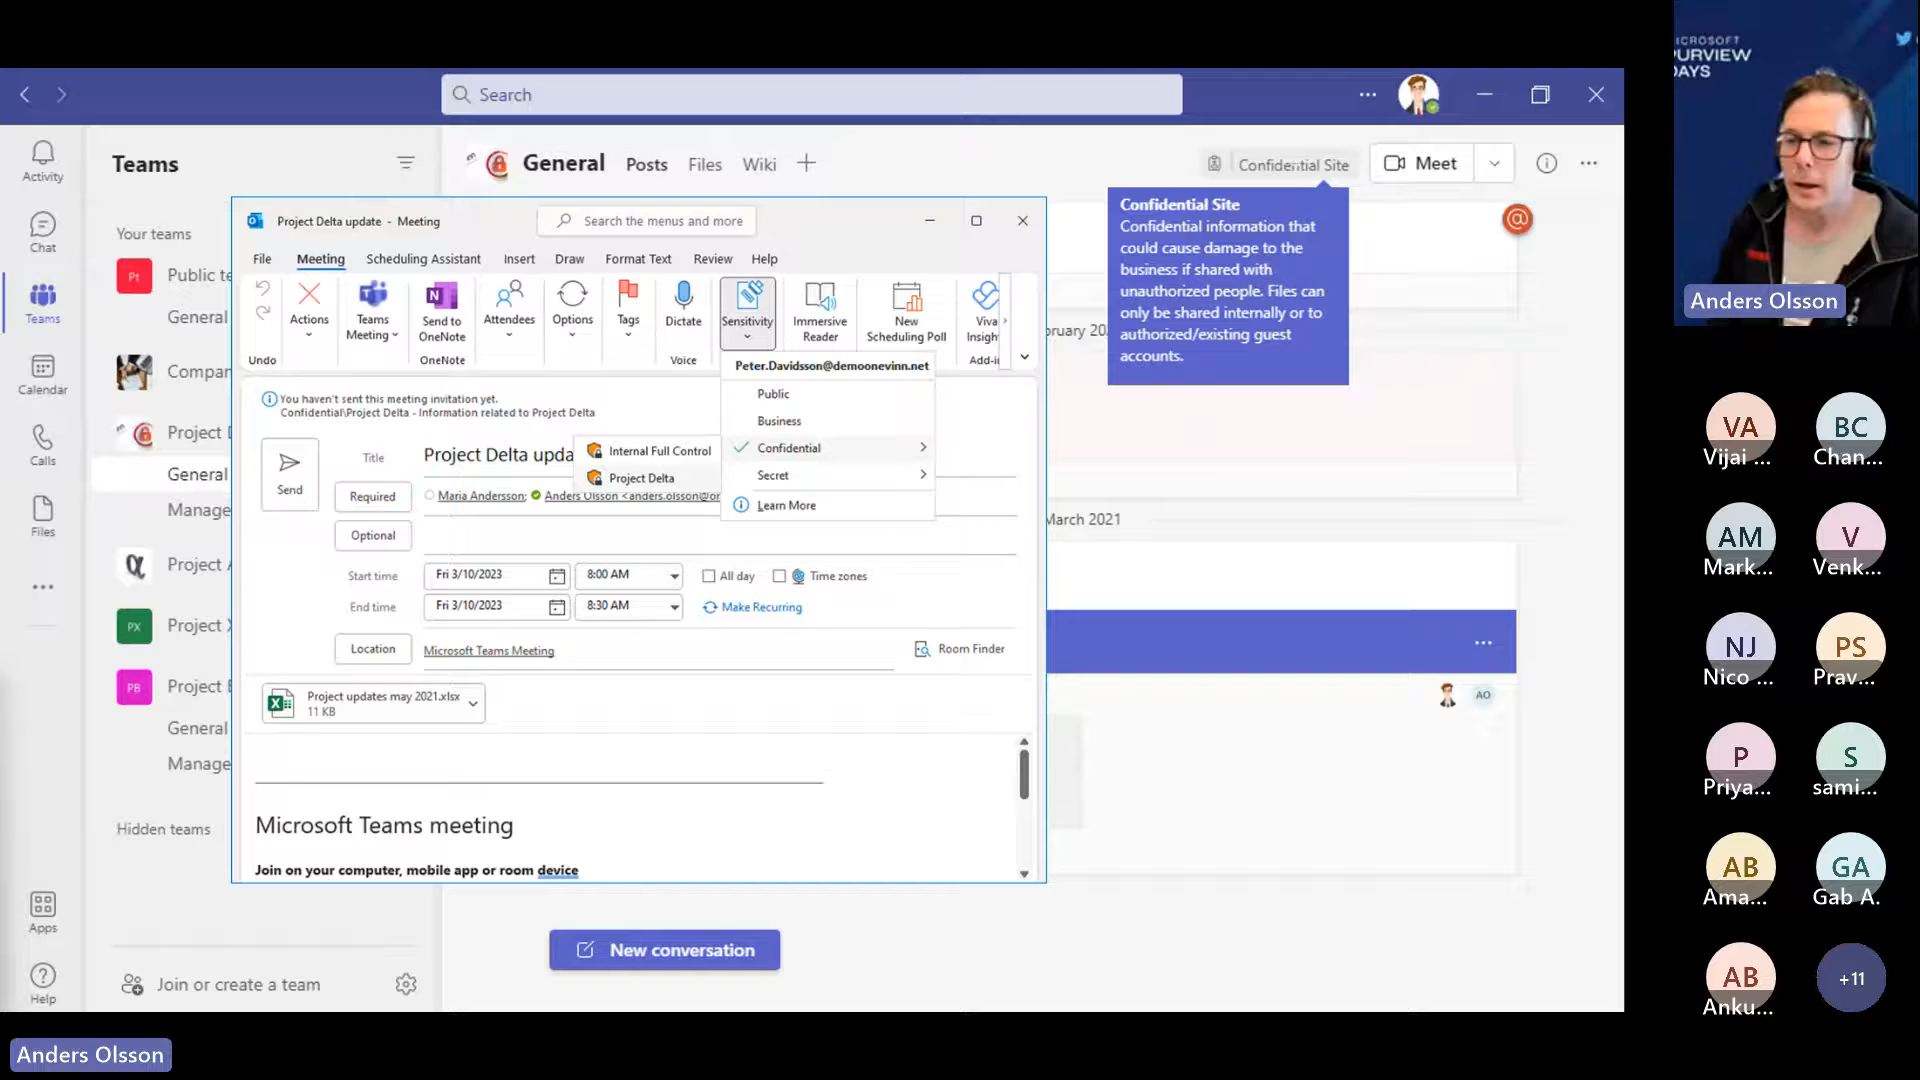 Search
Activity
Chat
Teams
Calendar
Calls
Files
Apps
Help
Teams
Your teams
Pt
Public te
General
Compar
Project D
General
Manage
Project A
PX
Project X
PB
Project B
General
Manage
Hidden teams
Join or create a team
General
Posts
Files
Wiki
Confidential Site
Meet
Confidential Site
Confidential information that
could cause damage to the
business if shared with
unauthorized people. Files can
only be shared internally or to
authorized/existing guest
accounts.
March 2021
AO
New conversation
Project Delta update - Meeting
Search the menus and more
File
Meeting
Scheduling Assistant
Insert
Draw
Format Text
Review
Help
Undo
Actions
Teams
Meeting
Send to
OneNote
OneNote
Attendees
Options
Tags
Dictate
Voice
Sensitivity
Immersive
Reader
New
Scheduling Poll
Viva
Insigh
Add-i
Peter.Davidsson@demoonevinn.net
Public
Business
Confidential
Secret
Learn More
Internal Full Control
Project Delta
You haven't sent this meeting invitation yet.
Confidential\Project Delta - Information related to Project Delta
Send
Title
Project Delta upda
Required
Maria Andersson; Anders Olsson <anders.olsson@or
Optional
Start time
Fri 3/10/2023
8:00 AM
All day
Time zones
End time
Fri 3/10/2023
8:30 AM
Make Recurring
Location
Microsoft Teams Meeting
Room Finder
Project updates may 2021.xlsx
11 KB
Microsoft Teams meeting
Join on your computer, mobile app or room device
Anders Olsson
ICROSOFT
PURVIEW
DAYS
Anders Olsson
VA
Vijai ...
BC
Chan...
AM
Mark...
V
Venk...
NJ
Nico ...
PS
Prav...
P
Priya...
S
sami...
AB
Ama...
GA
Gab A.
AB
Anku...
+11